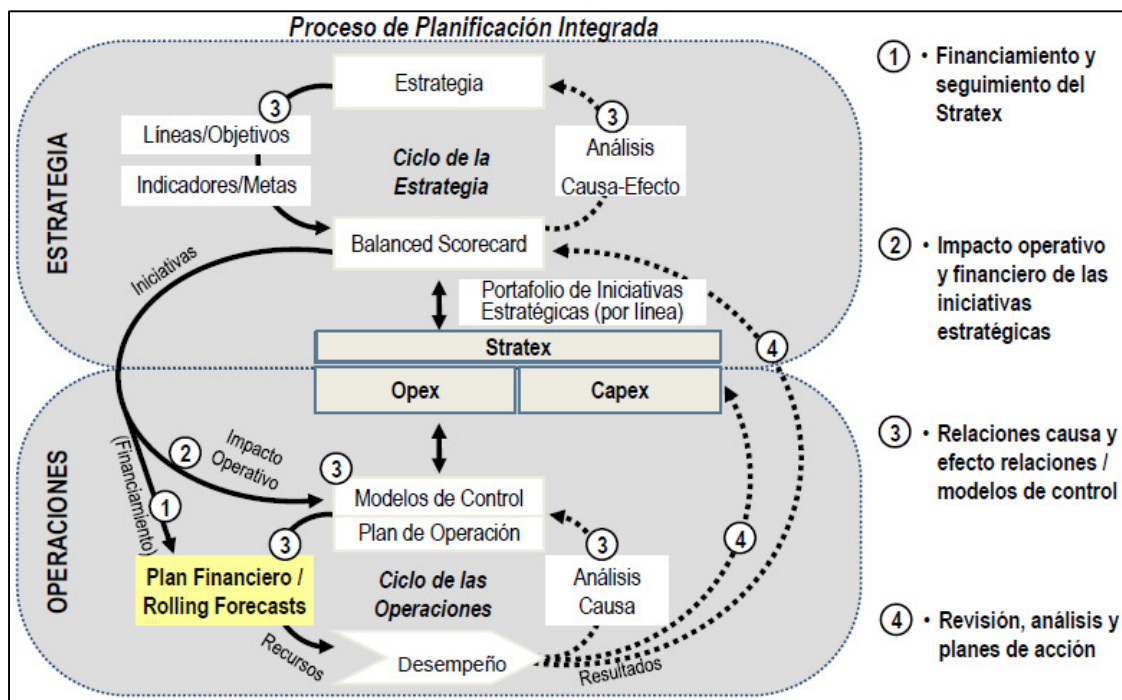 Proceso de Planificación Integrada
ESTRATEGIA
Estrategia
3
Líneas/Objetivos
Indicadores/Metas
Ciclo de la
Estrategia
3
Análisis
Causa-Efecto
Balanced Scorecard
Iniciativas
Portafolio de Iniciativas
Estratégicas (por línea)
4
Stratex
Opex
Capex
OPERACIONES
(Financiamiento)
1
2
Impacto
Operativo
3
Modelos de Control
Plan de Operación
3
3
4
Plan Financiero /
Rolling Forecasts
Ciclo de las
Operaciones
Análisis
Causa
Recursos
Desempeño
Resultados
1 • Financiamiento y
seguimiento del
Stratex
2 • Impacto operativo
y financiero de las
iniciativas
estratégicas
3 • Relaciones causa y
efecto relaciones /
modelos de control
4 • Revisión, análisis y
planes de acción